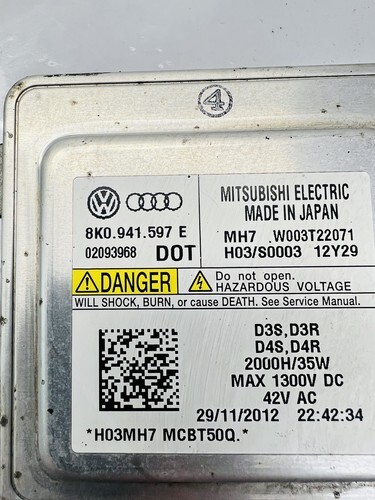 4
MITSUBISHI ELECTRIC
MADE IN JAPAN
8K0.941.597 E
02093968 DOT
MH7 .W003T22071
H03/S0003 12Y29
DANGER
Do not open.
HAZARDOUS VOLTAGE
WILL SHOCK, BURN, or cause DEATH. See Service Manual.
D3S,D3R
D4S,D4R
2000H/35W
MAX 1300V DC
42V AC
29/11/2012 22:42:34
*H03MH7 MCBT50Q.*